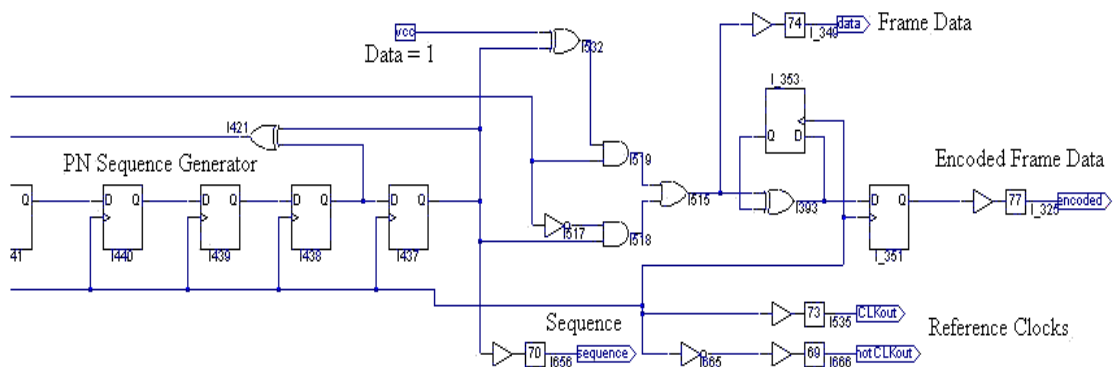 vcc
I532
Data = 1
74
I_349
data
Frame Data
I_353
Q D
I421
PN Sequence Generator
I519
I515
I393
Encoded Frame Data
77
I_325
encoded
Q
41
D Q
I440
D Q
I439
D Q
I438
D Q
I437
I517
I518
D Q
I_351
Sequence
70
I656
sequence
73
I535
CLKout
Reference Clocks
I665
69
I666
notCLKout